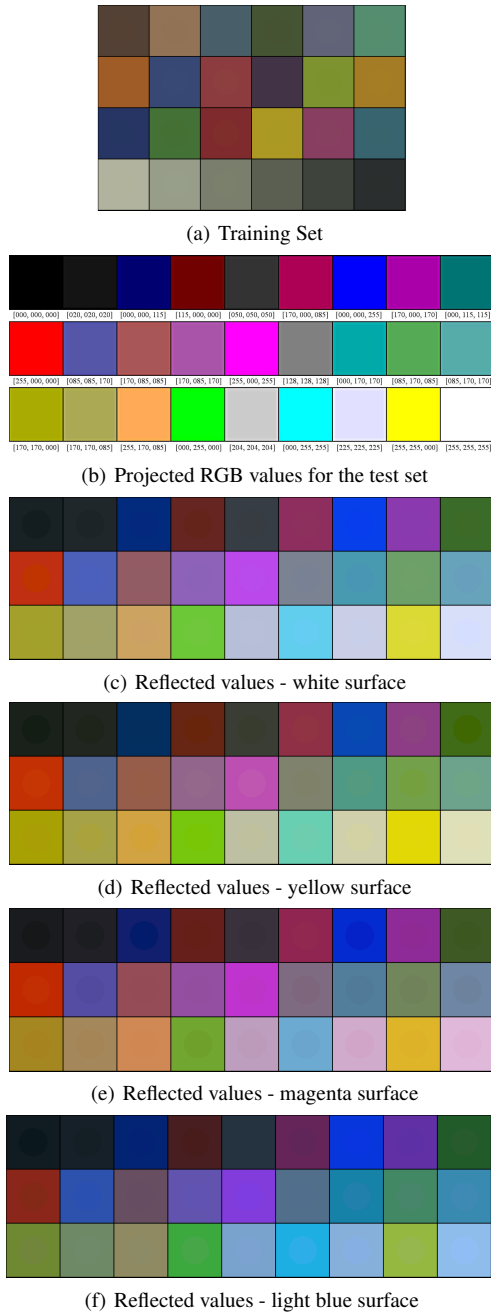 (a) Training Set
[000, 000, 000] [020, 020, 020] [000, 000, 115] [115, 000, 000] [050, 050, 050] [170, 000, 085] [000, 000, 255] [170, 000, 170] [000, 115, 115]
[255, 000, 000] [085, 085, 170] [170, 085, 085] [170, 085, 170] [255, 000, 255] [128, 128, 128] [000, 170, 170] [085, 170, 085] [085, 170, 170]
[170, 170, 000] [170, 170, 085] [255, 170, 085] [000, 255, 000] [204, 204, 204] [000, 255, 255] [225, 225, 225] [255, 255, 000] [255, 255, 255]
(b) Projected RGB values for the test set
(c) Reflected values - white surface
(d) Reflected values - yellow surface
(e) Reflected values - magenta surface
(f) Reflected values - light blue surface